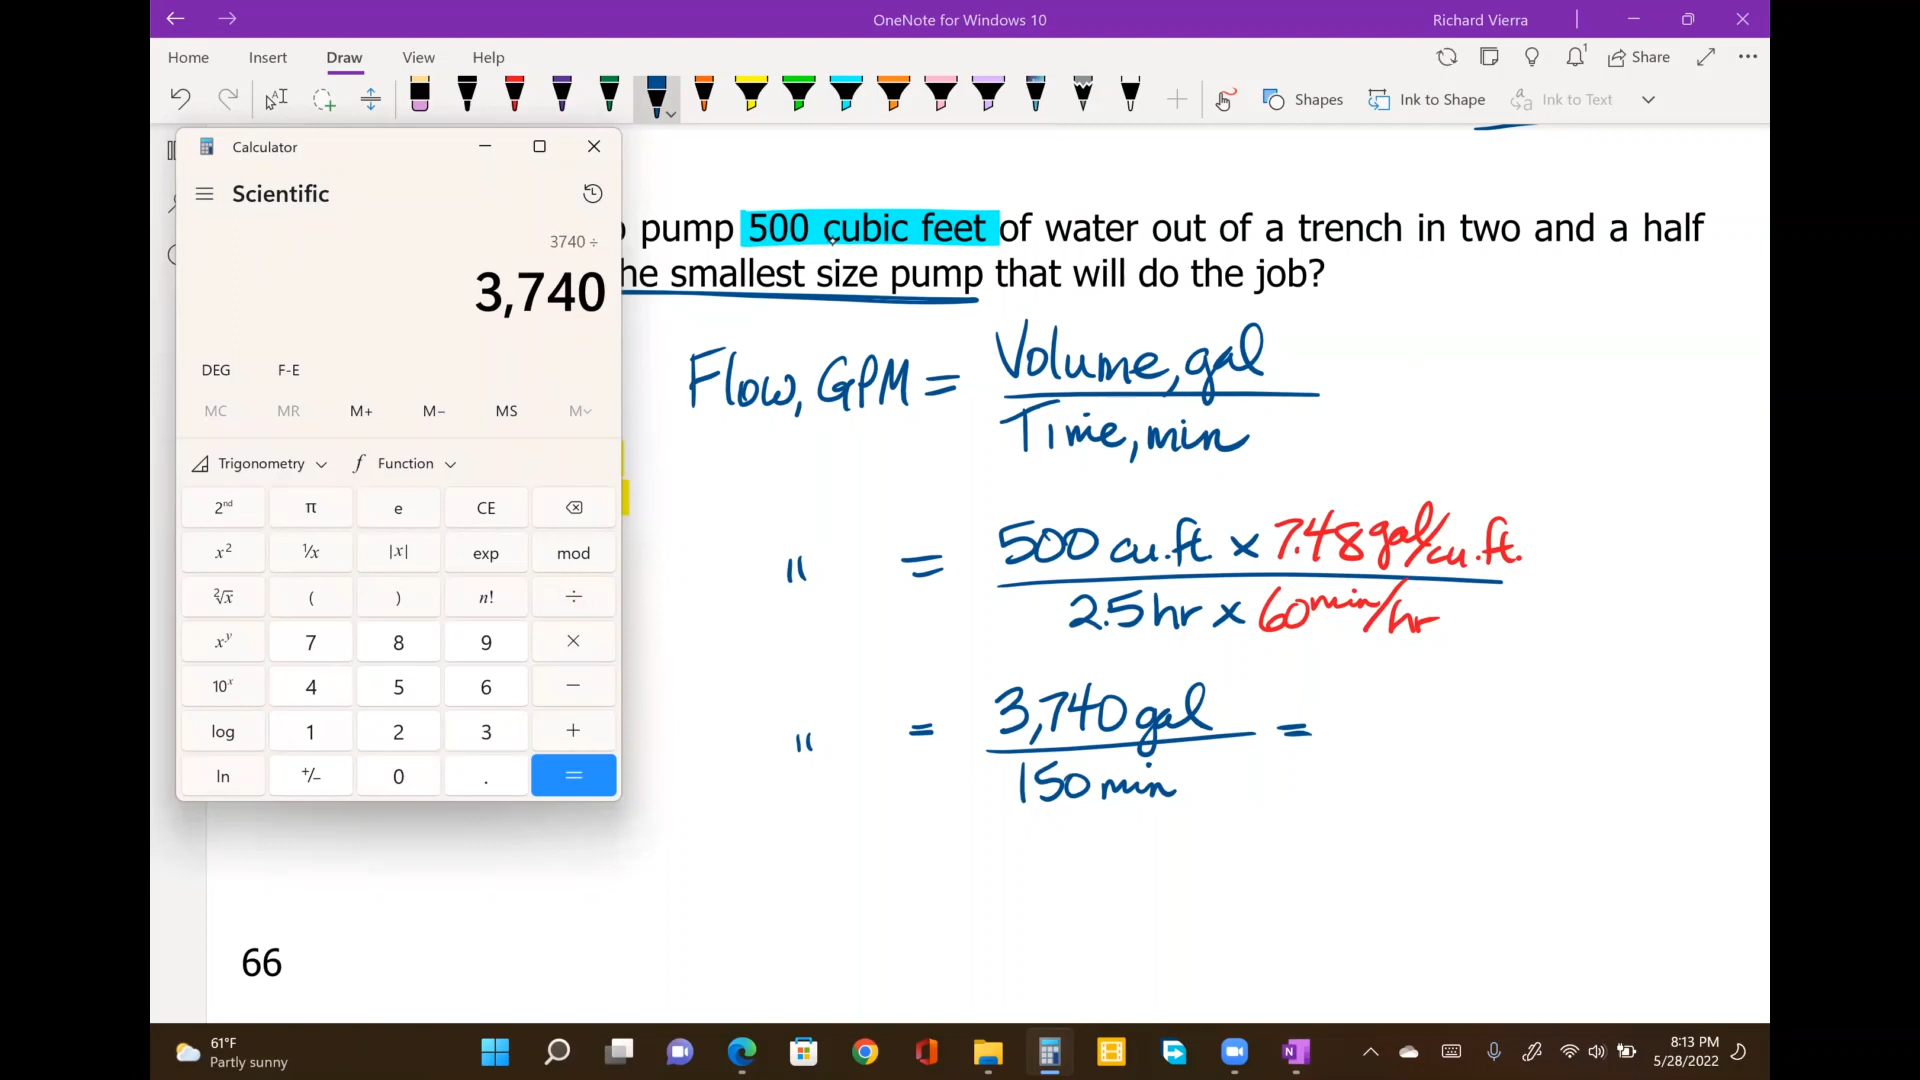 OneNote for Windows 10
Richard Vierra
Home Insert Draw View Help
1
Share
Shapes
Ink to Shape
Ink to Text
Calculator
Scientific
3740 ÷
3,740
DEG F-E
MC MR M+ M− MS M
Trigonometry f Function
2nd π e CE
x² ¹/x |x| exp mod
²√x ( ) n! ÷
xʸ 7 8 9 ×
10ˣ 4 5 6 −
log 1 2 3 +
ln +/− 0 . =
pump 500 cubic feet of water out of a trench in two and a half
he smallest size pump that will do the job?
Flow, GPM = Volume, gal
Time, min
" = 500 cu.ft × 7.48 gal/cu.ft.
2.5 hr × 60 min/hr
" = 3,740 gal =
150 min
66
61°F
Partly sunny
8:13 PM
5/28/2022